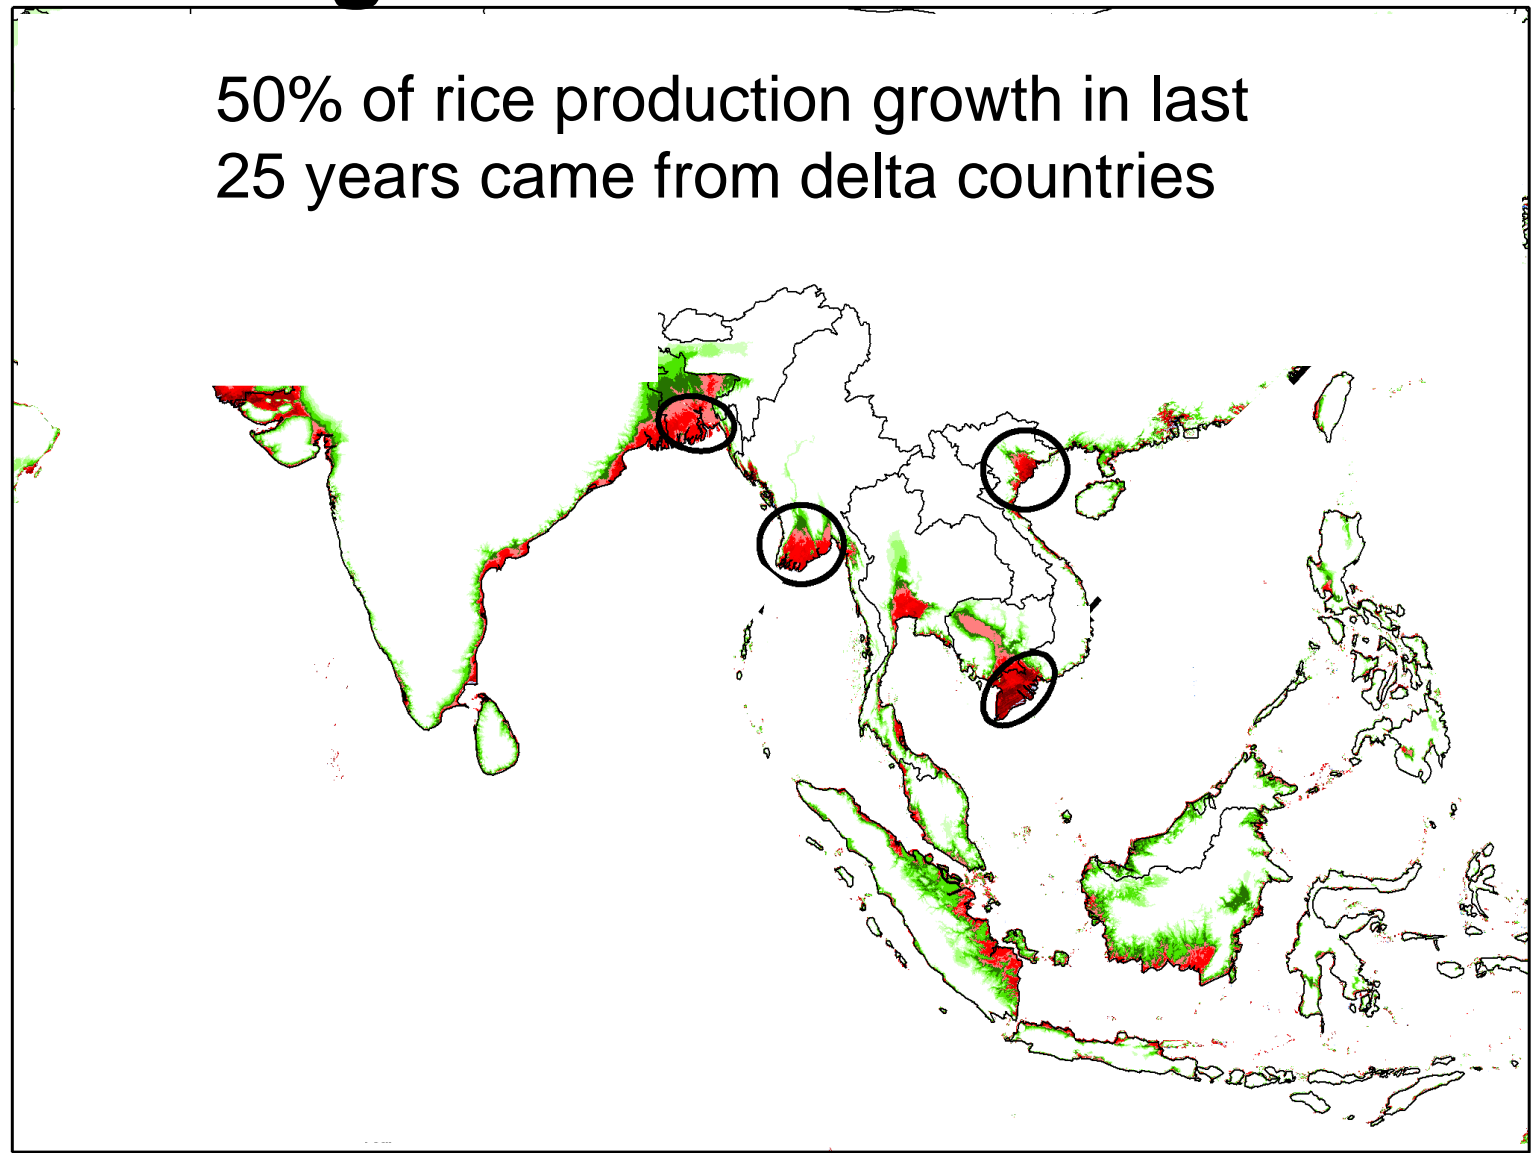 50% of rice production growth in last
25 years came from delta countries